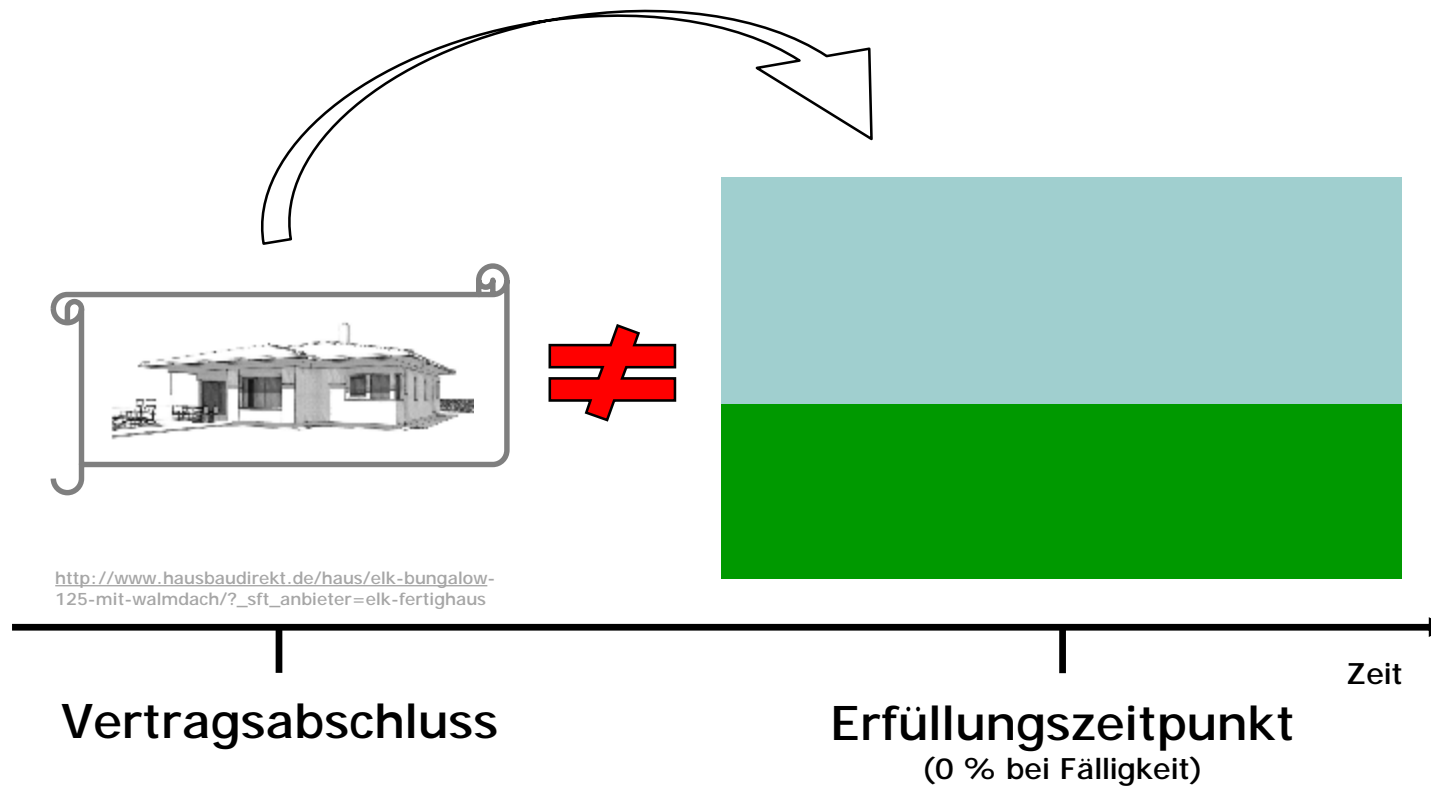 http://www.hausbaudirekt.de/haus/elk-bungalow-
125-mit-walmdach/?_sft_anbieter=elk-fertighaus
Zeit
Vertragsabschluss
Erfüllungszeitpunkt
(0 % bei Fälligkeit)